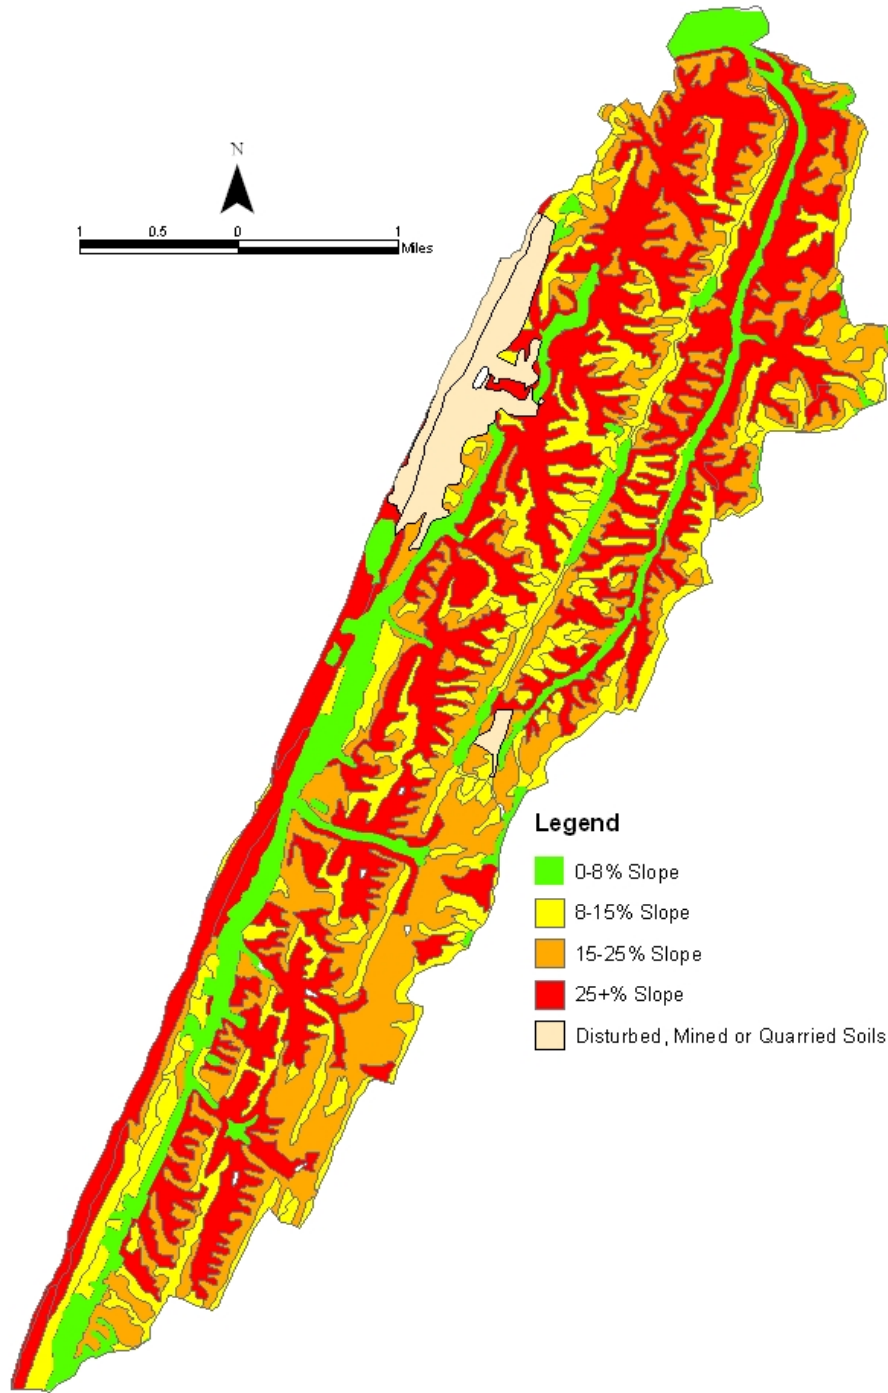 N
1 0.5 0 1
Miles
Legend
0-8% Slope
8-15% Slope
15-25% Slope
25+% Slope
Disturbed, Mined or Quarried Soils